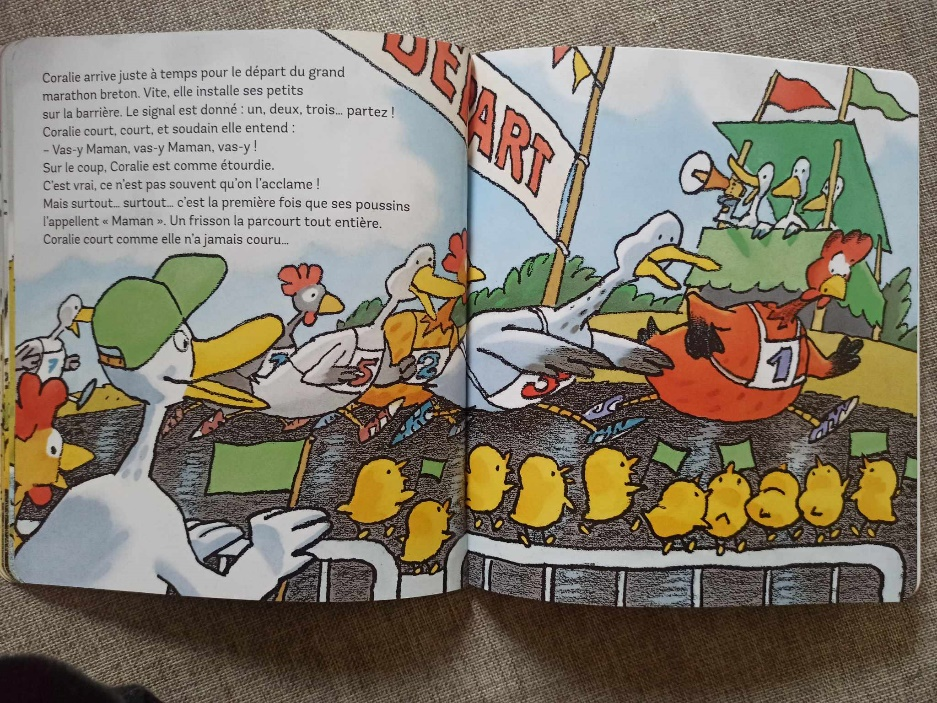 Coralie arrive juste à temps pour le départ du grand
marathon breton. Vite, elle installe ses petits
sur la barrière. Le signal est donné : un, deux, trois... partez !
Coralie court, court, et soudain elle entend :
– Vas-y Maman, vas-y Maman, vas-y !
Sur le coup, Coralie est comme étourdie.
C'est vrai, ce n'est pas souvent qu'on l'acclame !
Mais surtout... surtout... c'est la première fois que ses poussins
l'appellent « Maman ». Un frisson la parcourt tout entière.
Coralie court comme elle n'a jamais couru...
DÉPART
7
5
2
3
1